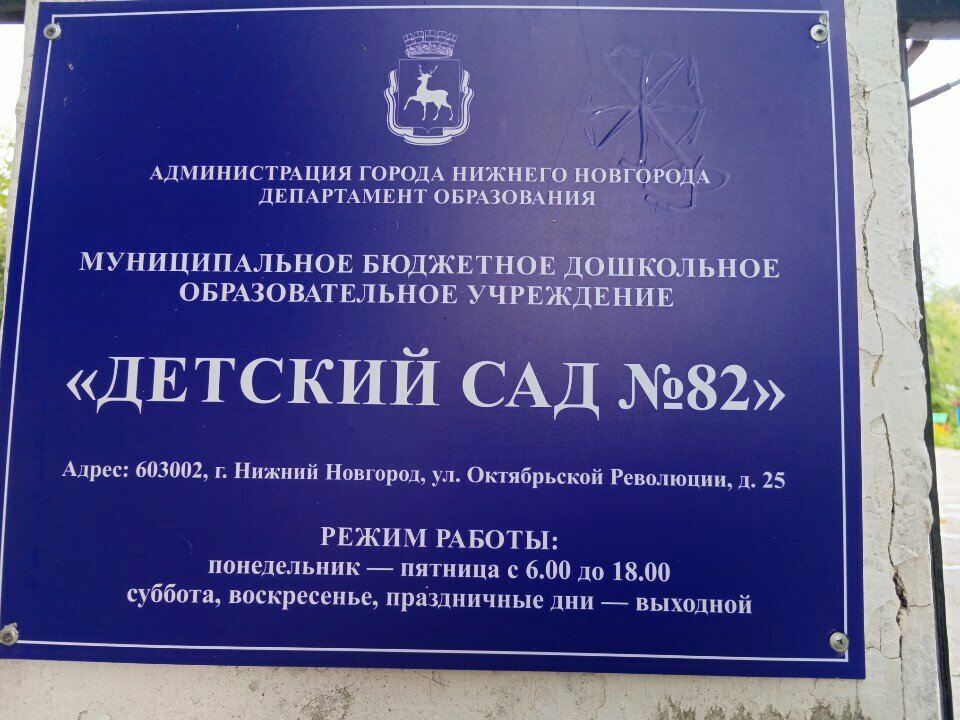 АДМИНИСТРАЦИЯ ГОРОДА НИЖНЕГО НОВГОРОДА
ДЕПАРТАМЕНТ ОБРАЗОВАНИЯ
МУНИЦИПАЛЬНОЕ БЮДЖЕТНОЕ ДОШКОЛЬНОЕ
ОБРАЗОВАТЕЛЬНОЕ УЧРЕЖДЕНИЕ
«ДЕТСКИЙ САД №82»
Адрес: 603002, г. Нижний Новгород, ул. Октябрьской Революции, д. 25
РЕЖИМ РАБОТЫ:
понедельник — пятница с 6.00 до 18.00
суббота, воскресенье, праздничные дни — выходной